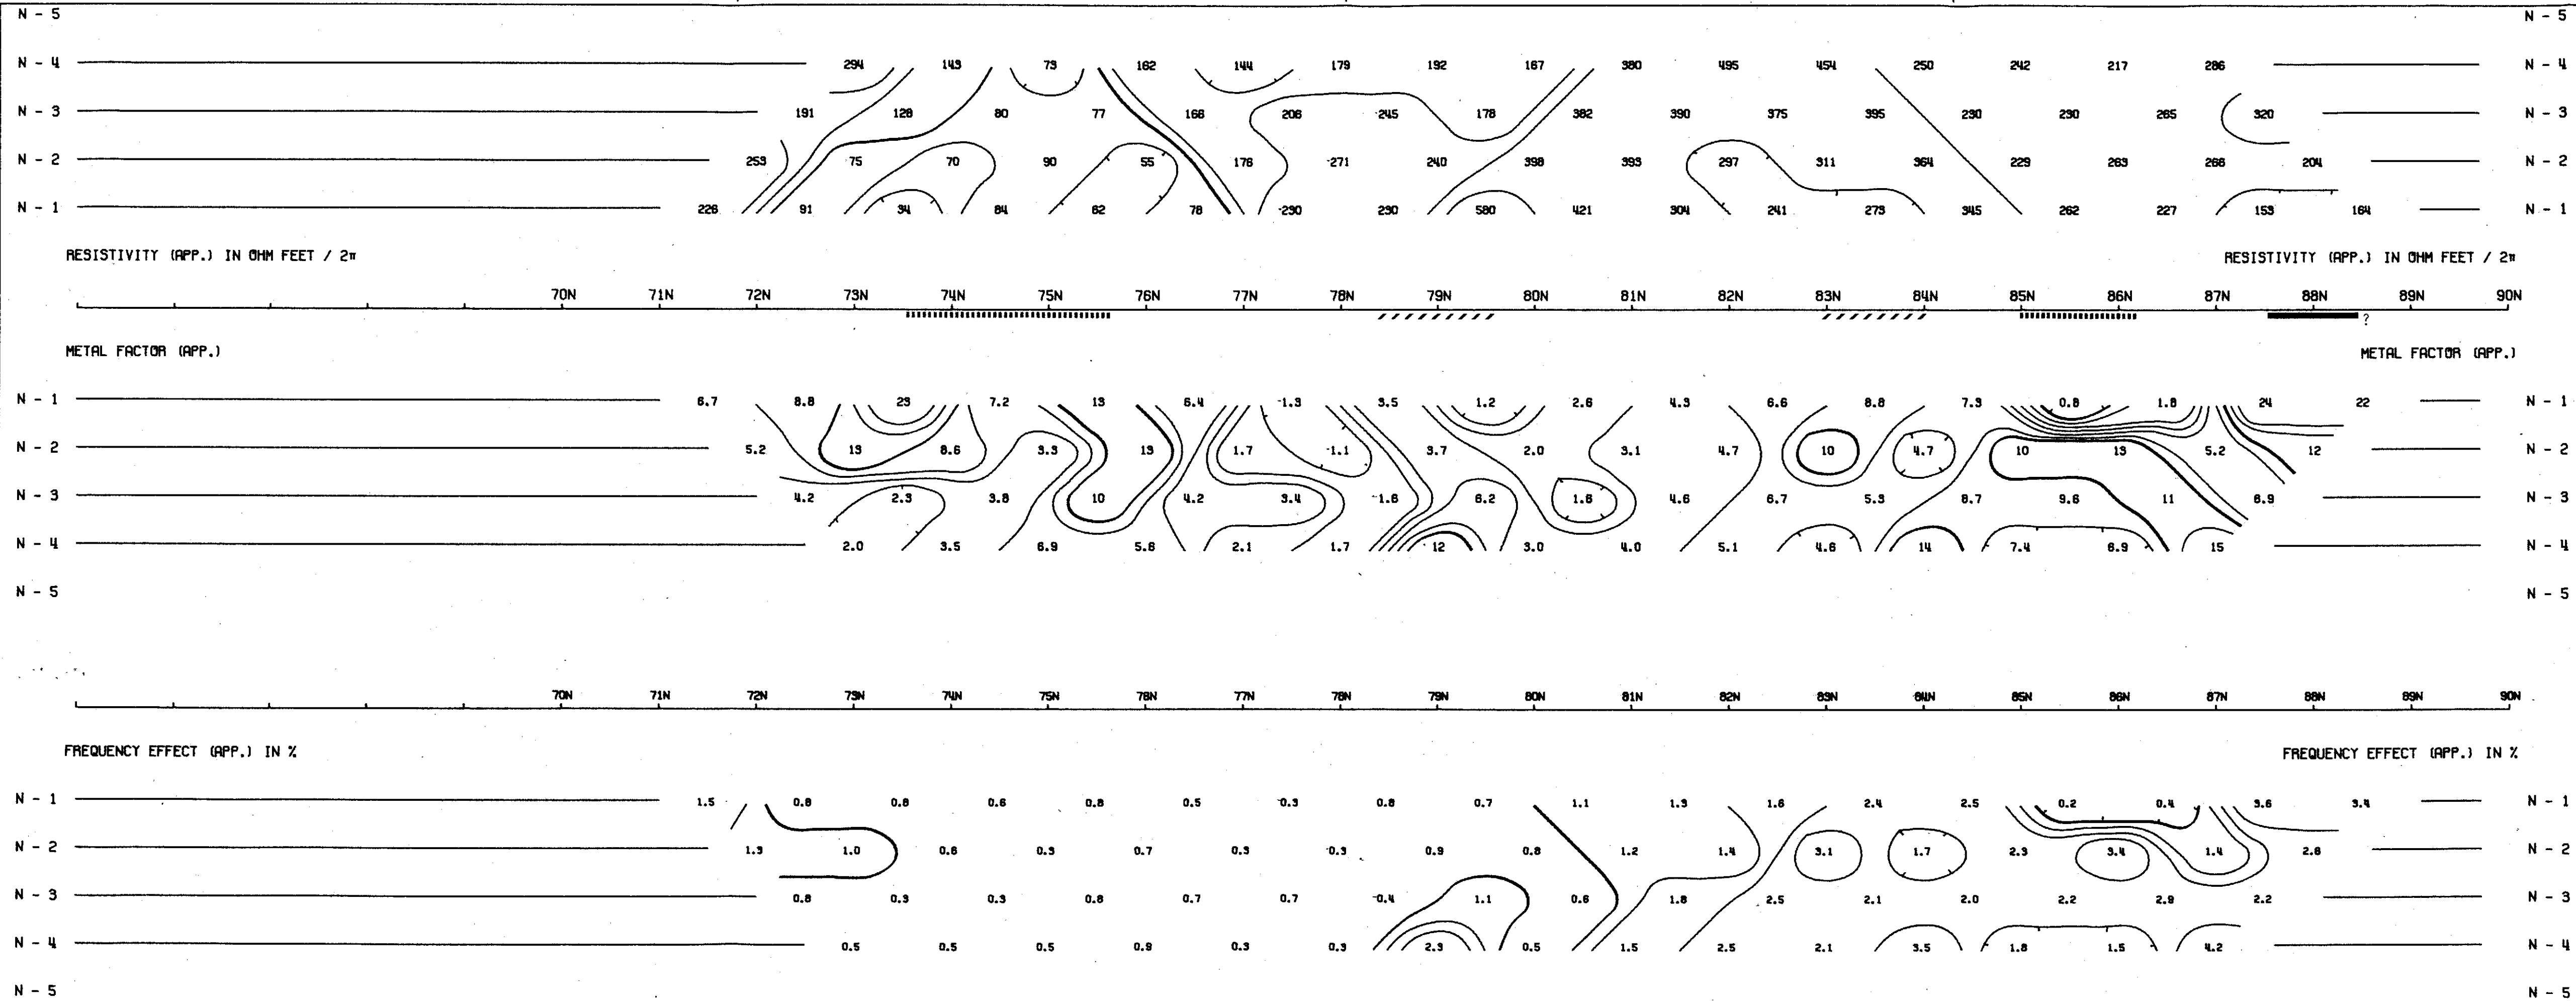 N - 5 N - 5
N - 4 294 143 73 162 144 179 192 167 380 495 454 250 242 217 286 N - 4
N - 3 191 128 80 77 166 206 -245 178 382 390 375 395 230 230 265 320 N - 3
N - 2 253 75 70 90 55 176 -271 240 398 393 297 311 364 229 263 266 204 N - 2
N - 1 226 91 34 84 62 78 -290 230 580 421 304 241 273 345 262 227 153 164 N - 1
RESISTIVITY (APP.) IN OHM FEET / 2π RESISTIVITY (APP.) IN OHM FEET / 2π
70N 71N 72N 73N 74N 75N 76N 77N 78N 79N 80N 81N 82N 83N 84N 85N 86N 87N 88N 89N 90N
?
METAL FACTOR (APP.) METAL FACTOR (APP.)
N - 1 6.7 8.8 23 7.2 13 6.4 -1.3 3.5 1.2 2.6 4.3 6.6 8.8 7.3 0.8 1.8 24 22 N - 1
N - 2 5.2 13 8.6 3.3 13 1.7 -1.1 3.7 2.0 3.1 4.7 10 4.7 10 13 5.2 12 N - 2
N - 3 4.2 2.3 3.8 10 4.2 3.4 -1.6 6.2 1.6 4.6 6.7 5.3 8.7 9.6 11 6.9 N - 3
N - 4 2.0 3.5 6.9 5.6 2.1 1.7 12 3.0 4.0 5.1 4.6 14 7.4 6.9 15 N - 4
N - 5 N - 5
70N 71N 72N 73N 74N 75N 76N 77N 78N 79N 80N 81N 82N 83N 84N 85N 86N 87N 88N 89N 90N
FREQUENCY EFFECT (APP.) IN % FREQUENCY EFFECT (APP.) IN %
N - 1 1.5 0.8 0.8 0.6 0.8 0.5 -0.3 0.8 0.7 1.1 1.3 1.6 2.4 2.5 0.2 0.4 3.6 3.4 N - 1
N - 2 1.3 1.0 0.6 0.3 0.7 0.3 -0.3 0.9 0.8 1.2 1.4 3.1 1.7 2.3 3.4 1.4 2.6 N - 2
N - 3 0.8 0.3 0.3 0.8 0.7 0.7 -0.4 1.1 0.6 1.8 2.5 2.1 2.0 2.2 2.9 2.2 N - 3
N - 4 0.5 0.5 0.5 0.9 0.3 0.3 2.3 0.5 1.5 2.5 2.1 3.5 1.8 1.5 4.2 N - 4
N - 5 N - 5